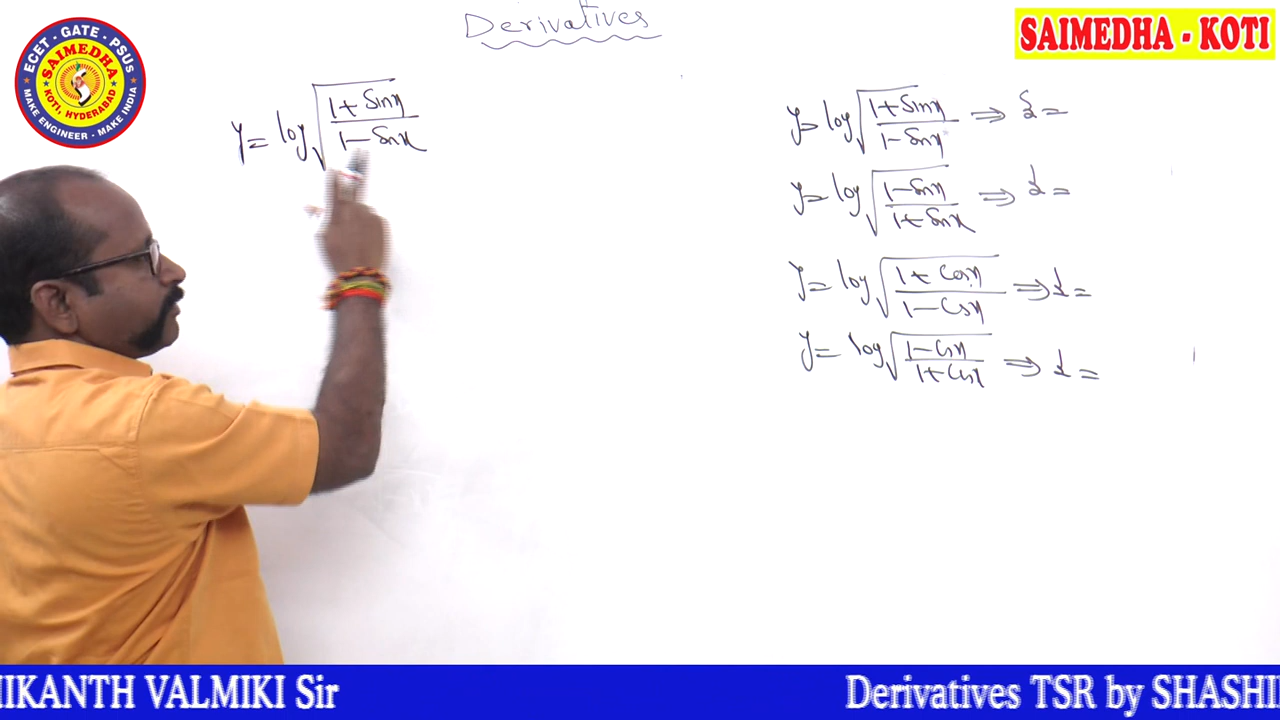 Derivatives
SAIMEDHA - KOTI
ECET - GATE - PSUS
SAIMEDHA
KOTI, HYDERABAD
MAKE ENGINEER - MAKE INDIA
y = log √(1 + Sinx / 1 - Sinx)
y = log √(1 + Sinx / 1 - Sinx) ⇒
y = log √(1 - Sinx / 1 + Sinx) ⇒
y = log √(1 + Cosx / 1 - Cosx) ⇒
y = log √(1 - Cosx / 1 + Cosx) ⇒
IKANTH VALMIKI Sir
Derivatives TSR by SHASHI